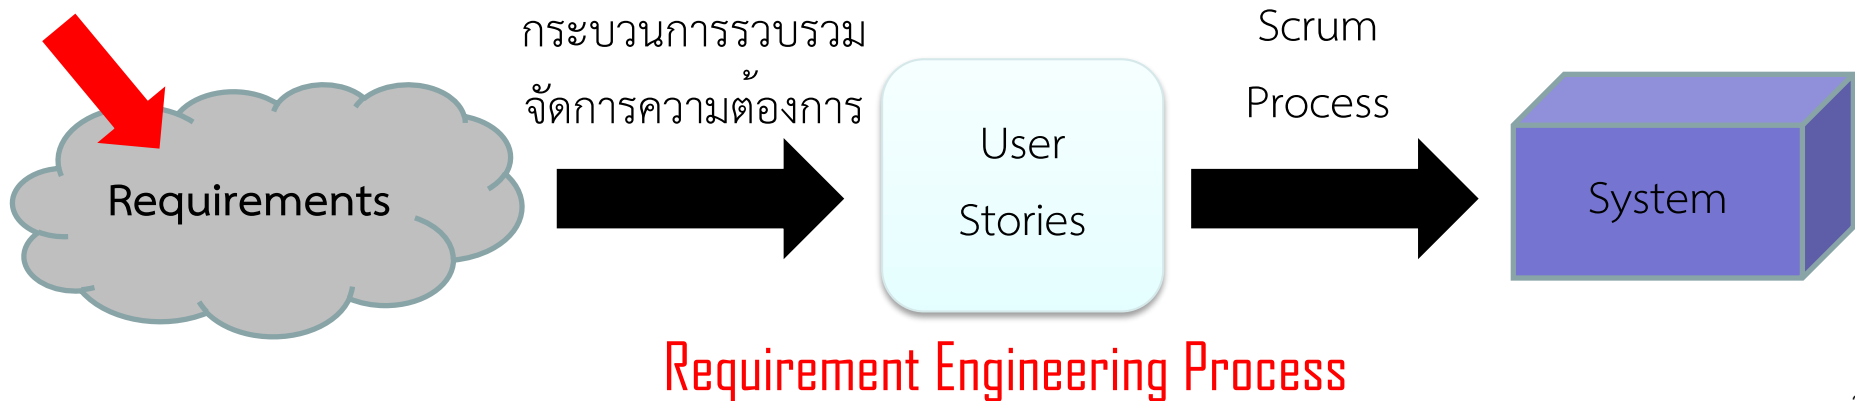 กระบวนการรวบรวม
จัดการความต้องการ
Scrum
Process
Requirements
User
Stories
System
Requirement Engineering Process